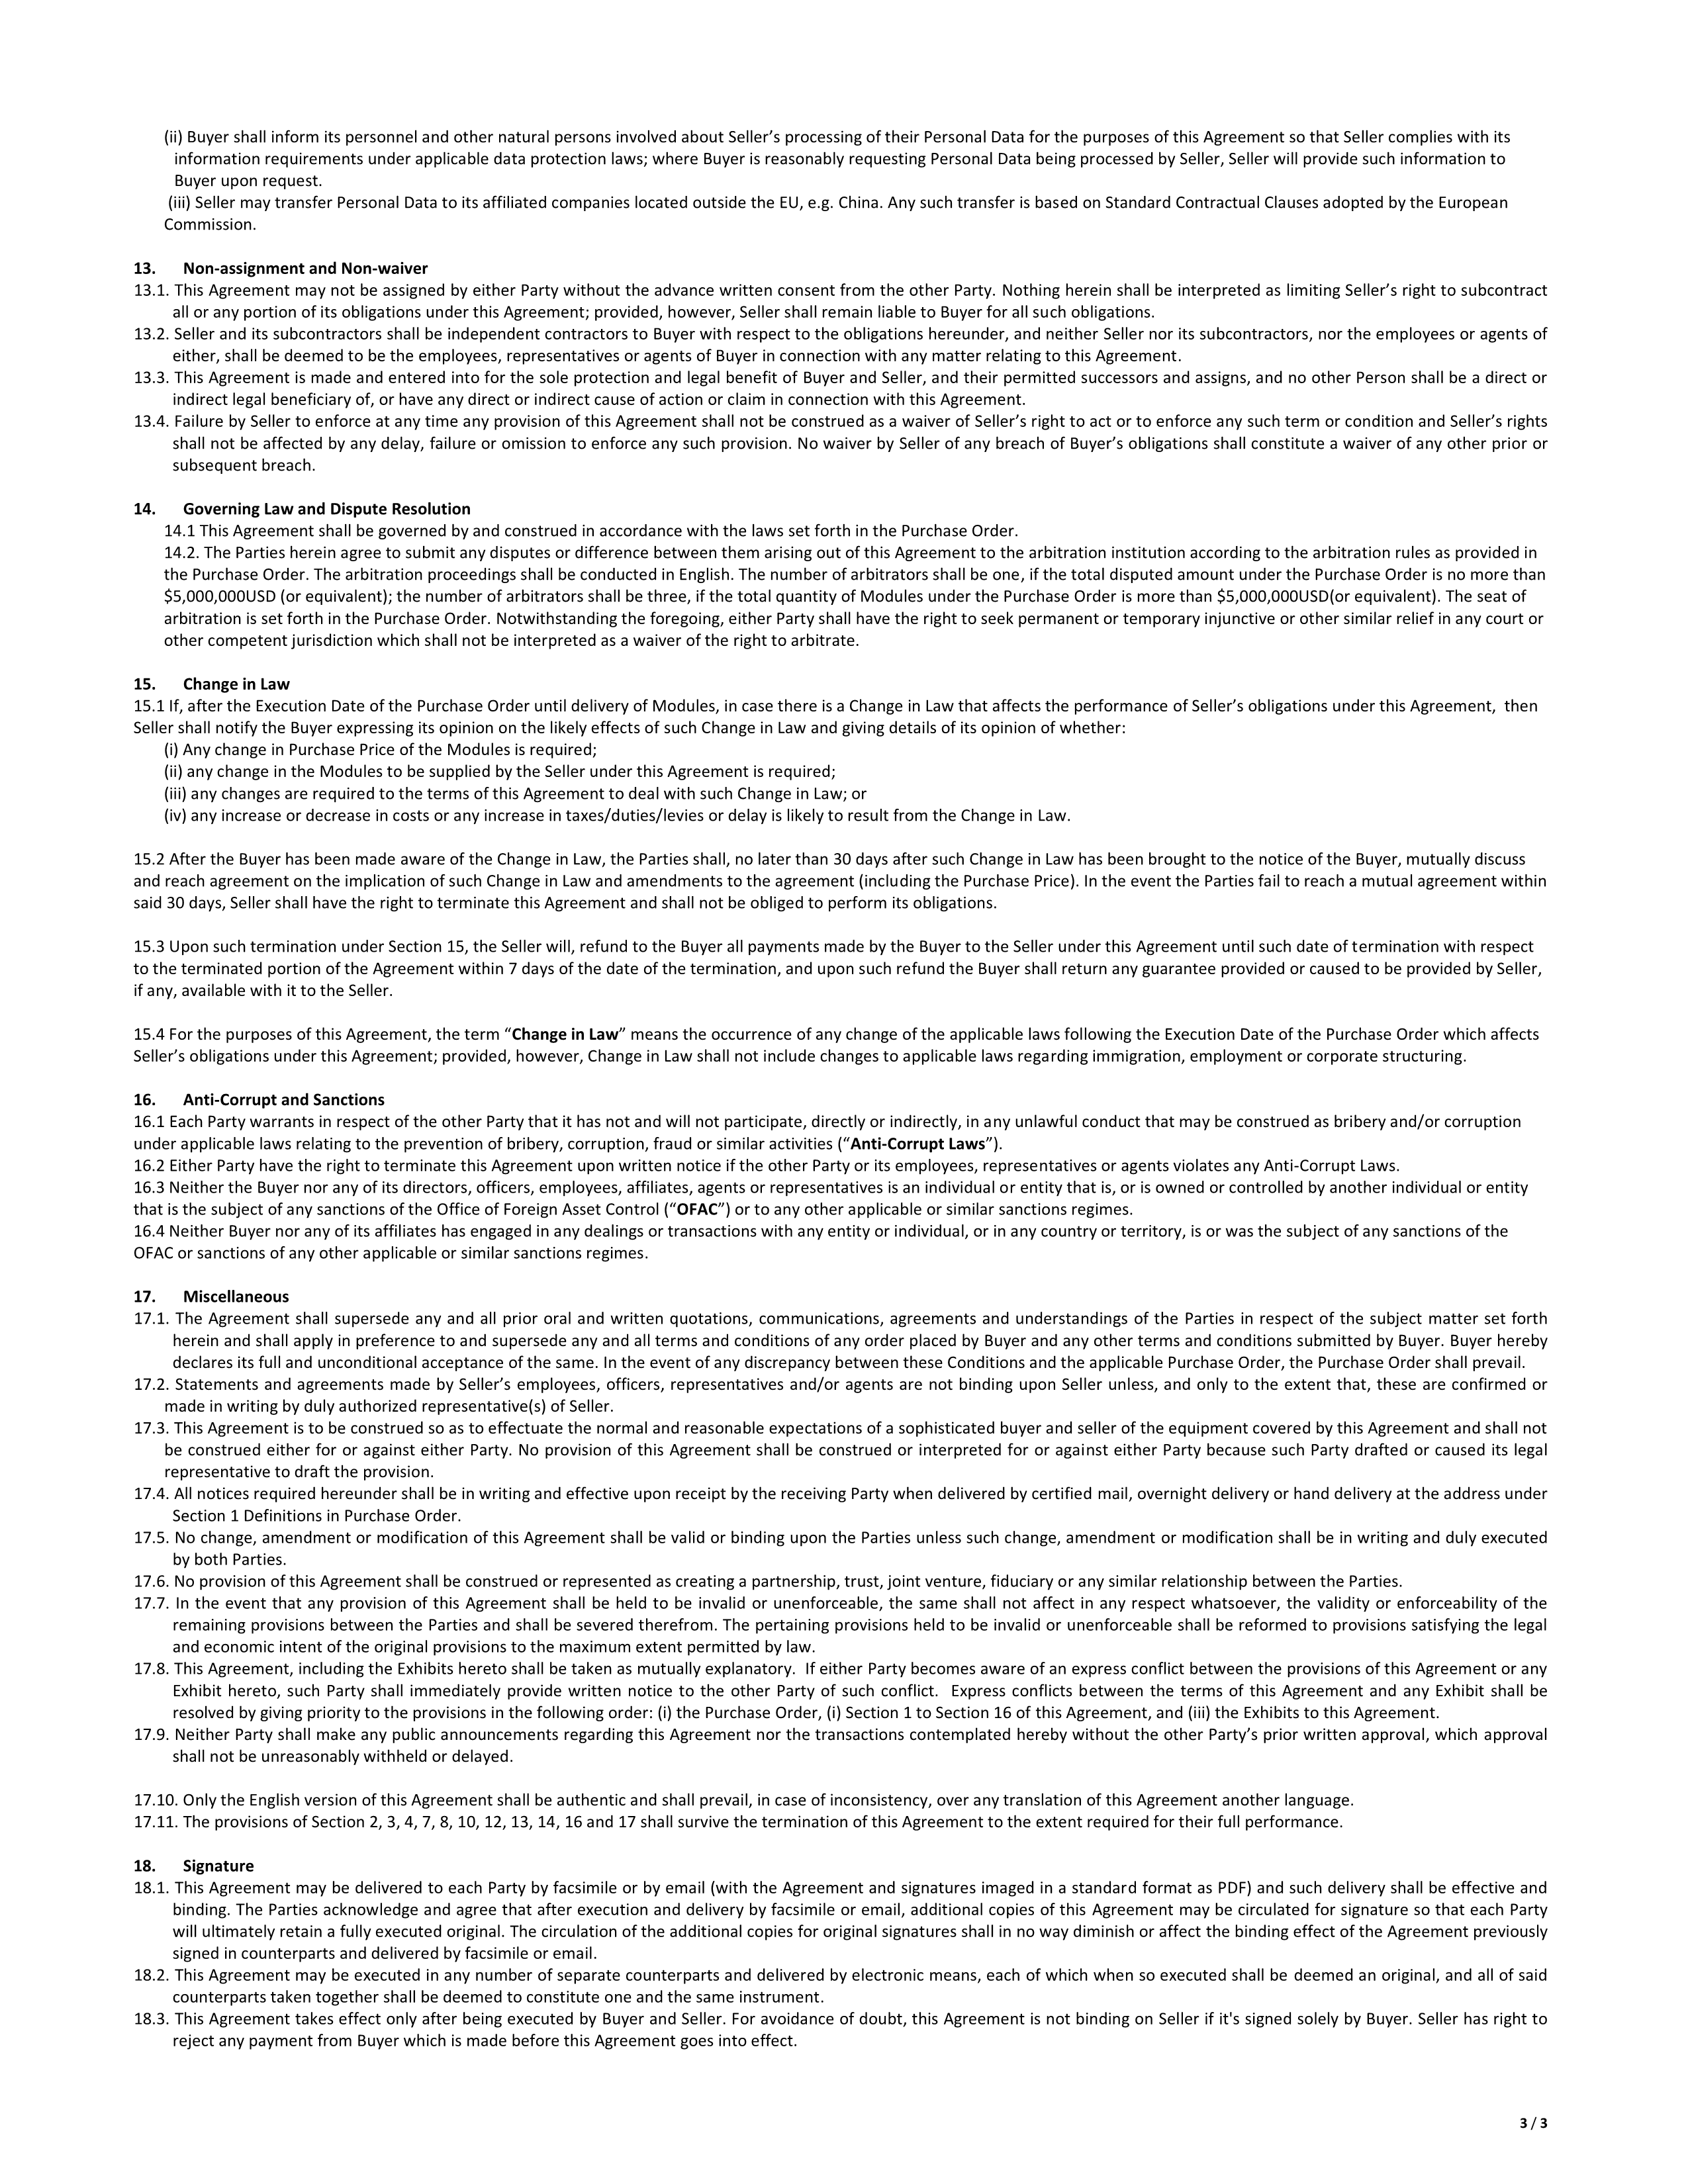 (ii) Buyer shall inform its personnel and other natural persons involved about Seller’s processing of their Personal Data for the purposes of this Agreement so that Seller complies with its
information requirements under applicable data protection laws; where Buyer is reasonably requesting Personal Data being processed by Seller, Seller will provide such information to
Buyer upon request.
(iii) Seller may transfer Personal Data to its affiliated companies located outside the EU, e.g. China. Any such transfer is based on Standard Contractual Clauses adopted by the European
Commission.
13. Non-assignment and Non-waiver
13.1. This Agreement may not be assigned by either Party without the advance written consent from the other Party. Nothing herein shall be interpreted as limiting Seller’s right to subcontract
all or any portion of its obligations under this Agreement; provided, however, Seller shall remain liable to Buyer for all such obligations.
13.2. Seller and its subcontractors shall be independent contractors to Buyer with respect to the obligations hereunder, and neither Seller nor its subcontractors, nor the employees or agents of
either, shall be deemed to be the employees, representatives or agents of Buyer in connection with any matter relating to this Agreement.
13.3. This Agreement is made and entered into for the sole protection and legal benefit of Buyer and Seller, and their permitted successors and assigns, and no other Person shall be a direct or
indirect legal beneficiary of, or have any direct or indirect cause of action or claim in connection with this Agreement.
13.4. Failure by Seller to enforce at any time any provision of this Agreement shall not be construed as a waiver of Seller’s right to act or to enforce any such term or condition and Seller’s rights
shall not be affected by any delay, failure or omission to enforce any such provision. No waiver by Seller of any breach of Buyer’s obligations shall constitute a waiver of any other prior or
subsequent breach.
14. Governing Law and Dispute Resolution
14.1 This Agreement shall be governed by and construed in accordance with the laws set forth in the Purchase Order.
14.2. The Parties herein agree to submit any disputes or difference between them arising out of this Agreement to the arbitration institution according to the arbitration rules as provided in
the Purchase Order. The arbitration proceedings shall be conducted in English. The number of arbitrators shall be one, if the total disputed amount under the Purchase Order is no more than
$5,000,000USD (or equivalent); the number of arbitrators shall be three, if the total quantity of Modules under the Purchase Order is more than $5,000,000USD(or equivalent). The seat of
arbitration is set forth in the Purchase Order. Notwithstanding the foregoing, either Party shall have the right to seek permanent or temporary injunctive or other similar relief in any court or
other competent jurisdiction which shall not be interpreted as a waiver of the right to arbitrate.
15. Change in Law
15.1 If, after the Execution Date of the Purchase Order until delivery of Modules, in case there is a Change in Law that affects the performance of Seller’s obligations under this Agreement, then
Seller shall notify the Buyer expressing its opinion on the likely effects of such Change in Law and giving details of its opinion of whether:
(i) Any change in Purchase Price of the Modules is required;
(ii) any change in the Modules to be supplied by the Seller under this Agreement is required;
(iii) any changes are required to the terms of this Agreement to deal with such Change in Law; or
(iv) any increase or decrease in costs or any increase in taxes/duties/levies or delay is likely to result from the Change in Law.
15.2 After the Buyer has been made aware of the Change in Law, the Parties shall, no later than 30 days after such Change in Law has been brought to the notice of the Buyer, mutually discuss
and reach agreement on the implication of such Change in Law and amendments to the agreement (including the Purchase Price). In the event the Parties fail to reach a mutual agreement within
said 30 days, Seller shall have the right to terminate this Agreement and shall not be obliged to perform its obligations.
15.3 Upon such termination under Section 15, the Seller will, refund to the Buyer all payments made by the Buyer to the Seller under this Agreement until such date of termination with respect
to the terminated portion of the Agreement within 7 days of the date of the termination, and upon such refund the Buyer shall return any guarantee provided or caused to be provided by Seller,
if any, available with it to the Seller.
15.4 For the purposes of this Agreement, the term “Change in Law” means the occurrence of any change of the applicable laws following the Execution Date of the Purchase Order which affects
Seller’s obligations under this Agreement; provided, however, Change in Law shall not include changes to applicable laws regarding immigration, employment or corporate structuring.
16. Anti-Corrupt and Sanctions
16.1 Each Party warrants in respect of the other Party that it has not and will not participate, directly or indirectly, in any unlawful conduct that may be construed as bribery and/or corruption
under applicable laws relating to the prevention of bribery, corruption, fraud or similar activities (“Anti-Corrupt Laws”).
16.2 Either Party have the right to terminate this Agreement upon written notice if the other Party or its employees, representatives or agents violates any Anti-Corrupt Laws.
16.3 Neither the Buyer nor any of its directors, officers, employees, affiliates, agents or representatives is an individual or entity that is, or is owned or controlled by another individual or entity
that is the subject of any sanctions of the Office of Foreign Asset Control (“OFAC”) or to any other applicable or similar sanctions regimes.
16.4 Neither Buyer nor any of its affiliates has engaged in any dealings or transactions with any entity or individual, or in any country or territory, is or was the subject of any sanctions of the
OFAC or sanctions of any other applicable or similar sanctions regimes.
17. Miscellaneous
17.1. The Agreement shall supersede any and all prior oral and written quotations, communications, agreements and understandings of the Parties in respect of the subject matter set forth
herein and shall apply in preference to and supersede any and all terms and conditions of any order placed by Buyer and any other terms and conditions submitted by Buyer. Buyer hereby
declares its full and unconditional acceptance of the same. In the event of any discrepancy between these Conditions and the applicable Purchase Order, the Purchase Order shall prevail.
17.2. Statements and agreements made by Seller’s employees, officers, representatives and/or agents are not binding upon Seller unless, and only to the extent that, these are confirmed or
made in writing by duly authorized representative(s) of Seller.
17.3. This Agreement is to be construed so as to effectuate the normal and reasonable expectations of a sophisticated buyer and seller of the equipment covered by this Agreement and shall not
be construed either for or against either Party. No provision of this Agreement shall be construed or interpreted for or against either Party because such Party drafted or caused its legal
representative to draft the provision.
17.4. All notices required hereunder shall be in writing and effective upon receipt by the receiving Party when delivered by certified mail, overnight delivery or hand delivery at the address under
Section 1 Definitions in Purchase Order.
17.5. No change, amendment or modification of this Agreement shall be valid or binding upon the Parties unless such change, amendment or modification shall be in writing and duly executed
by both Parties.
17.6. No provision of this Agreement shall be construed or represented as creating a partnership, trust, joint venture, fiduciary or any similar relationship between the Parties.
17.7. In the event that any provision of this Agreement shall be held to be invalid or unenforceable, the same shall not affect in any respect whatsoever, the validity or enforceability of the
remaining provisions between the Parties and shall be severed therefrom. The pertaining provisions held to be invalid or unenforceable shall be reformed to provisions satisfying the legal
and economic intent of the original provisions to the maximum extent permitted by law.
17.8. This Agreement, including the Exhibits hereto shall be taken as mutually explanatory. If either Party becomes aware of an express conflict between the provisions of this Agreement or any
Exhibit hereto, such Party shall immediately provide written notice to the other Party of such conflict. Express conflicts between the terms of this Agreement and any Exhibit shall be
resolved by giving priority to the provisions in the following order: (i) the Purchase Order, (i) Section 1 to Section 16 of this Agreement, and (iii) the Exhibits to this Agreement.
17.9. Neither Party shall make any public announcements regarding this Agreement nor the transactions contemplated hereby without the other Party’s prior written approval, which approval
shall not be unreasonably withheld or delayed.
17.10. Only the English version of this Agreement shall be authentic and shall prevail, in case of inconsistency, over any translation of this Agreement another language.
17.11. The provisions of Section 2, 3, 4, 7, 8, 10, 12, 13, 14, 16 and 17 shall survive the termination of this Agreement to the extent required for their full performance.
18. Signature
18.1. This Agreement may be delivered to each Party by facsimile or by email (with the Agreement and signatures imaged in a standard format as PDF) and such delivery shall be effective and
binding. The Parties acknowledge and agree that after execution and delivery by facsimile or email, additional copies of this Agreement may be circulated for signature so that each Party
will ultimately retain a fully executed original. The circulation of the additional copies for original signatures shall in no way diminish or affect the binding effect of the Agreement previously
signed in counterparts and delivered by facsimile or email.
18.2. This Agreement may be executed in any number of separate counterparts and delivered by electronic means, each of which when so executed shall be deemed an original, and all of said
counterparts taken together shall be deemed to constitute one and the same instrument.
18.3. This Agreement takes effect only after being executed by Buyer and Seller. For avoidance of doubt, this Agreement is not binding on Seller if it's signed solely by Buyer. Seller has right to
reject any payment from Buyer which is made before this Agreement goes into effect.
3 / 3